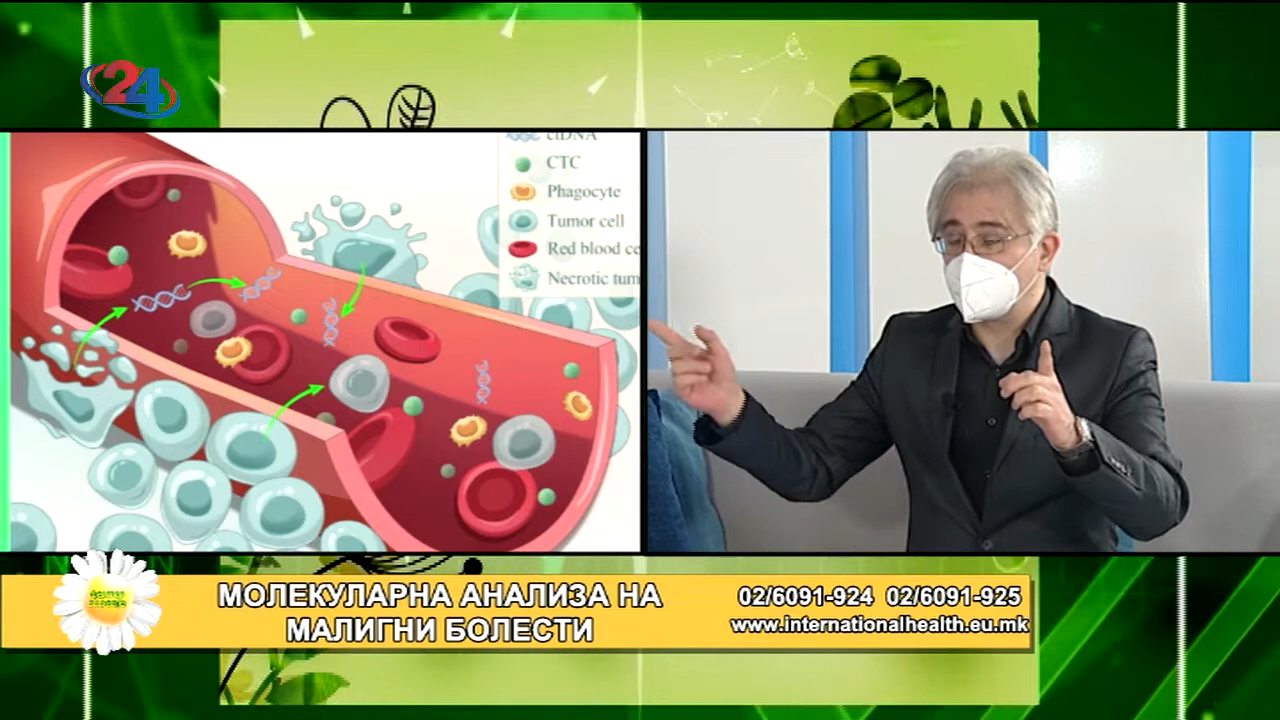 24
ctDNA
CTC
Phagocyte
Tumor cell
Red blood ce
Necrotic tum
МОЛЕКУЛАРНА АНАЛИЗА НА
МАЛИГНИ БОЛЕСТИ
02/6091-924 02/6091-925
www.internationalhealth.eu.mk